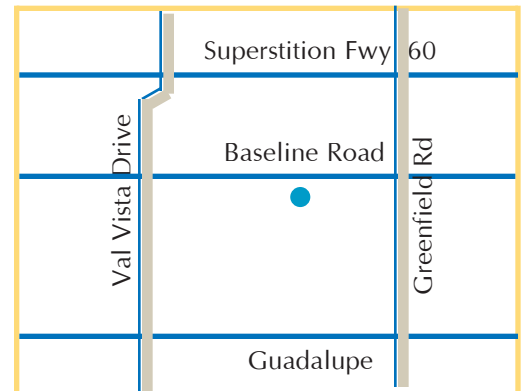 Superstition Fwy 60
Baseline Road
Val Vista Drive
Greenfield Rd
Guadalupe